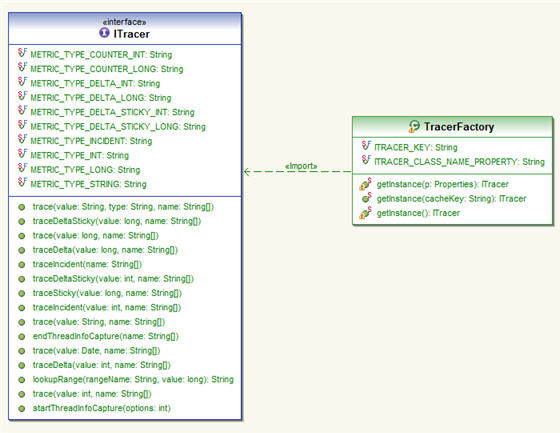 «interface»
ITracer
METRIC_TYPE_COUNTER_INT: String
METRIC_TYPE_COUNTER_LONG: String
METRIC_TYPE_DELTA_INT: String
METRIC_TYPE_DELTA_LONG: String
METRIC_TYPE_DELTA_STICKY_INT: String
METRIC_TYPE_DELTA_STICKY_LONG: String
METRIC_TYPE_INCIDENT: String
METRIC_TYPE_INT: String
METRIC_TYPE_LONG: String
METRIC_TYPE_STRING: String
trace(value: String, type: String, name: String[])
traceDeltaSticky(value: long, name: String[])
trace(value: long, name: String[])
traceDelta(value: long, name: String[])
traceIncident(name: String[])
traceDeltaSticky(value: int, name: String[])
traceSticky(value: long, name: String[])
traceIncident(value: int, name: String[])
trace(value: String, name: String[])
endThreadInfoCapture(name: String[])
trace(value: Date, name: String[])
traceDelta(value: int, name: String[])
lookupRange(rangeName: String, value: long): String
trace(value: int, name: String[])
startThreadInfoCapture(options: int)
«Import»
TracerFactory
ITRACER_KEY: String
ITRACER_CLASS_NAME_PROPERTY: String
getInstance(p: Properties): ITracer
getInstance(cacheKey: String): ITracer
getInstance(): ITracer